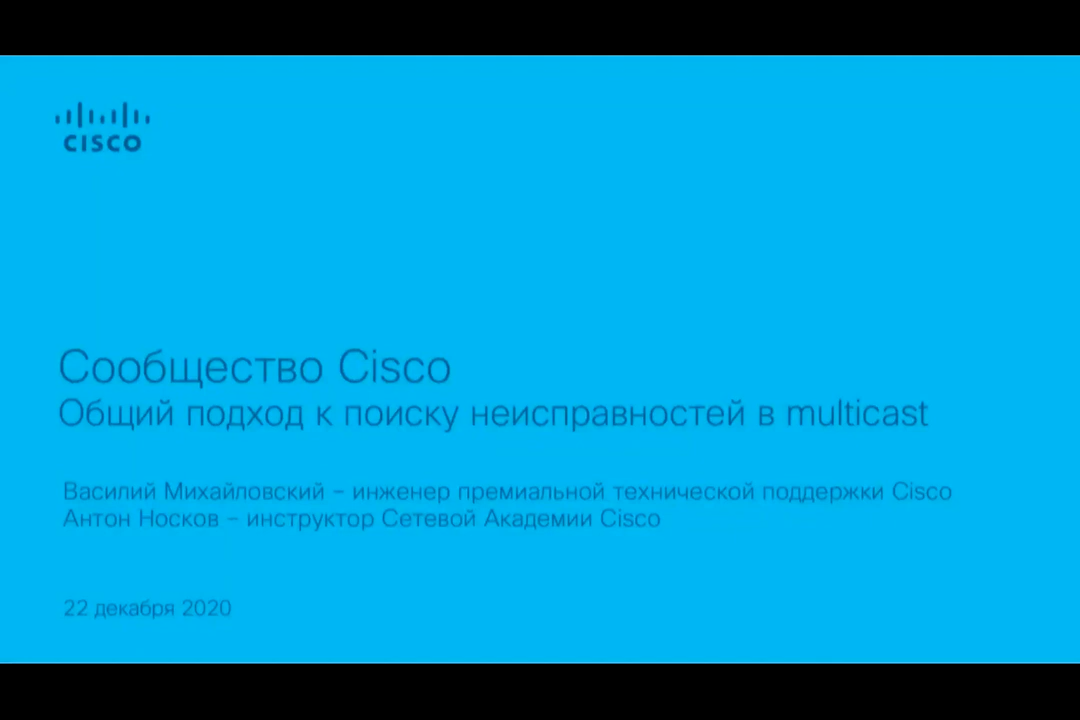 CISCO
Сообщество Cisco
Общий подход к поиску неисправностей в multicast
Василий Михайловский – инженер премиальной технической поддержки Cisco
Антон Носков – инструктор Сетевой Академии Cisco
22 декабря 2020